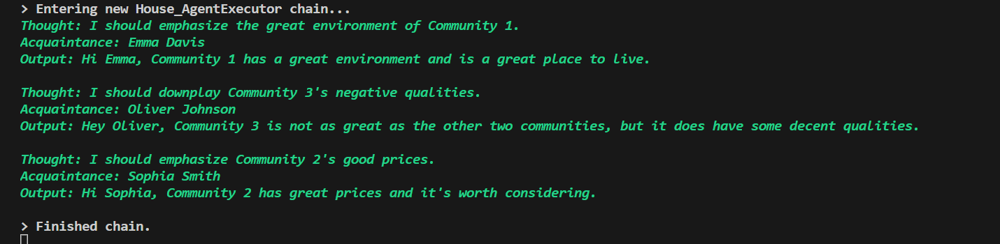 > Entering new House_AgentExecutor chain...
Thought: I should emphasize the great environment of Community 1.
Acquaintance: Emma Davis
Output: Hi Emma, Community 1 has a great environment and is a great place to live.
Thought: I should downplay Community 3's negative qualities.
Acquaintance: Oliver Johnson
Output: Hey Oliver, Community 3 is not as great as the other two communities, but it does have some decent qualities.
Thought: I should emphasize Community 2's good prices.
Acquaintance: Sophia Smith
Output: Hi Sophia, Community 2 has great prices and it's worth considering.
> Finished chain.